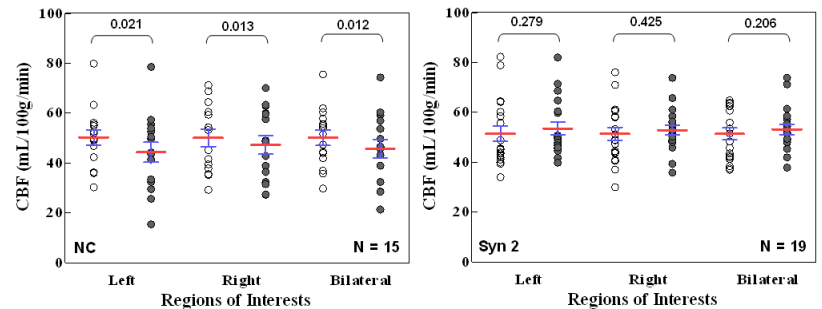 100
80
60
40
20
0
CBF (mL/100g/min)
0.021
0.013
0.012
NC
N = 15
Left
Right
Bilateral
Regions of Interests
100
80
60
40
20
0
CBF (mL/100g/min)
0.279
0.425
0.206
Syn 2
N = 19
Left
Right
Bilateral
Regions of Interests